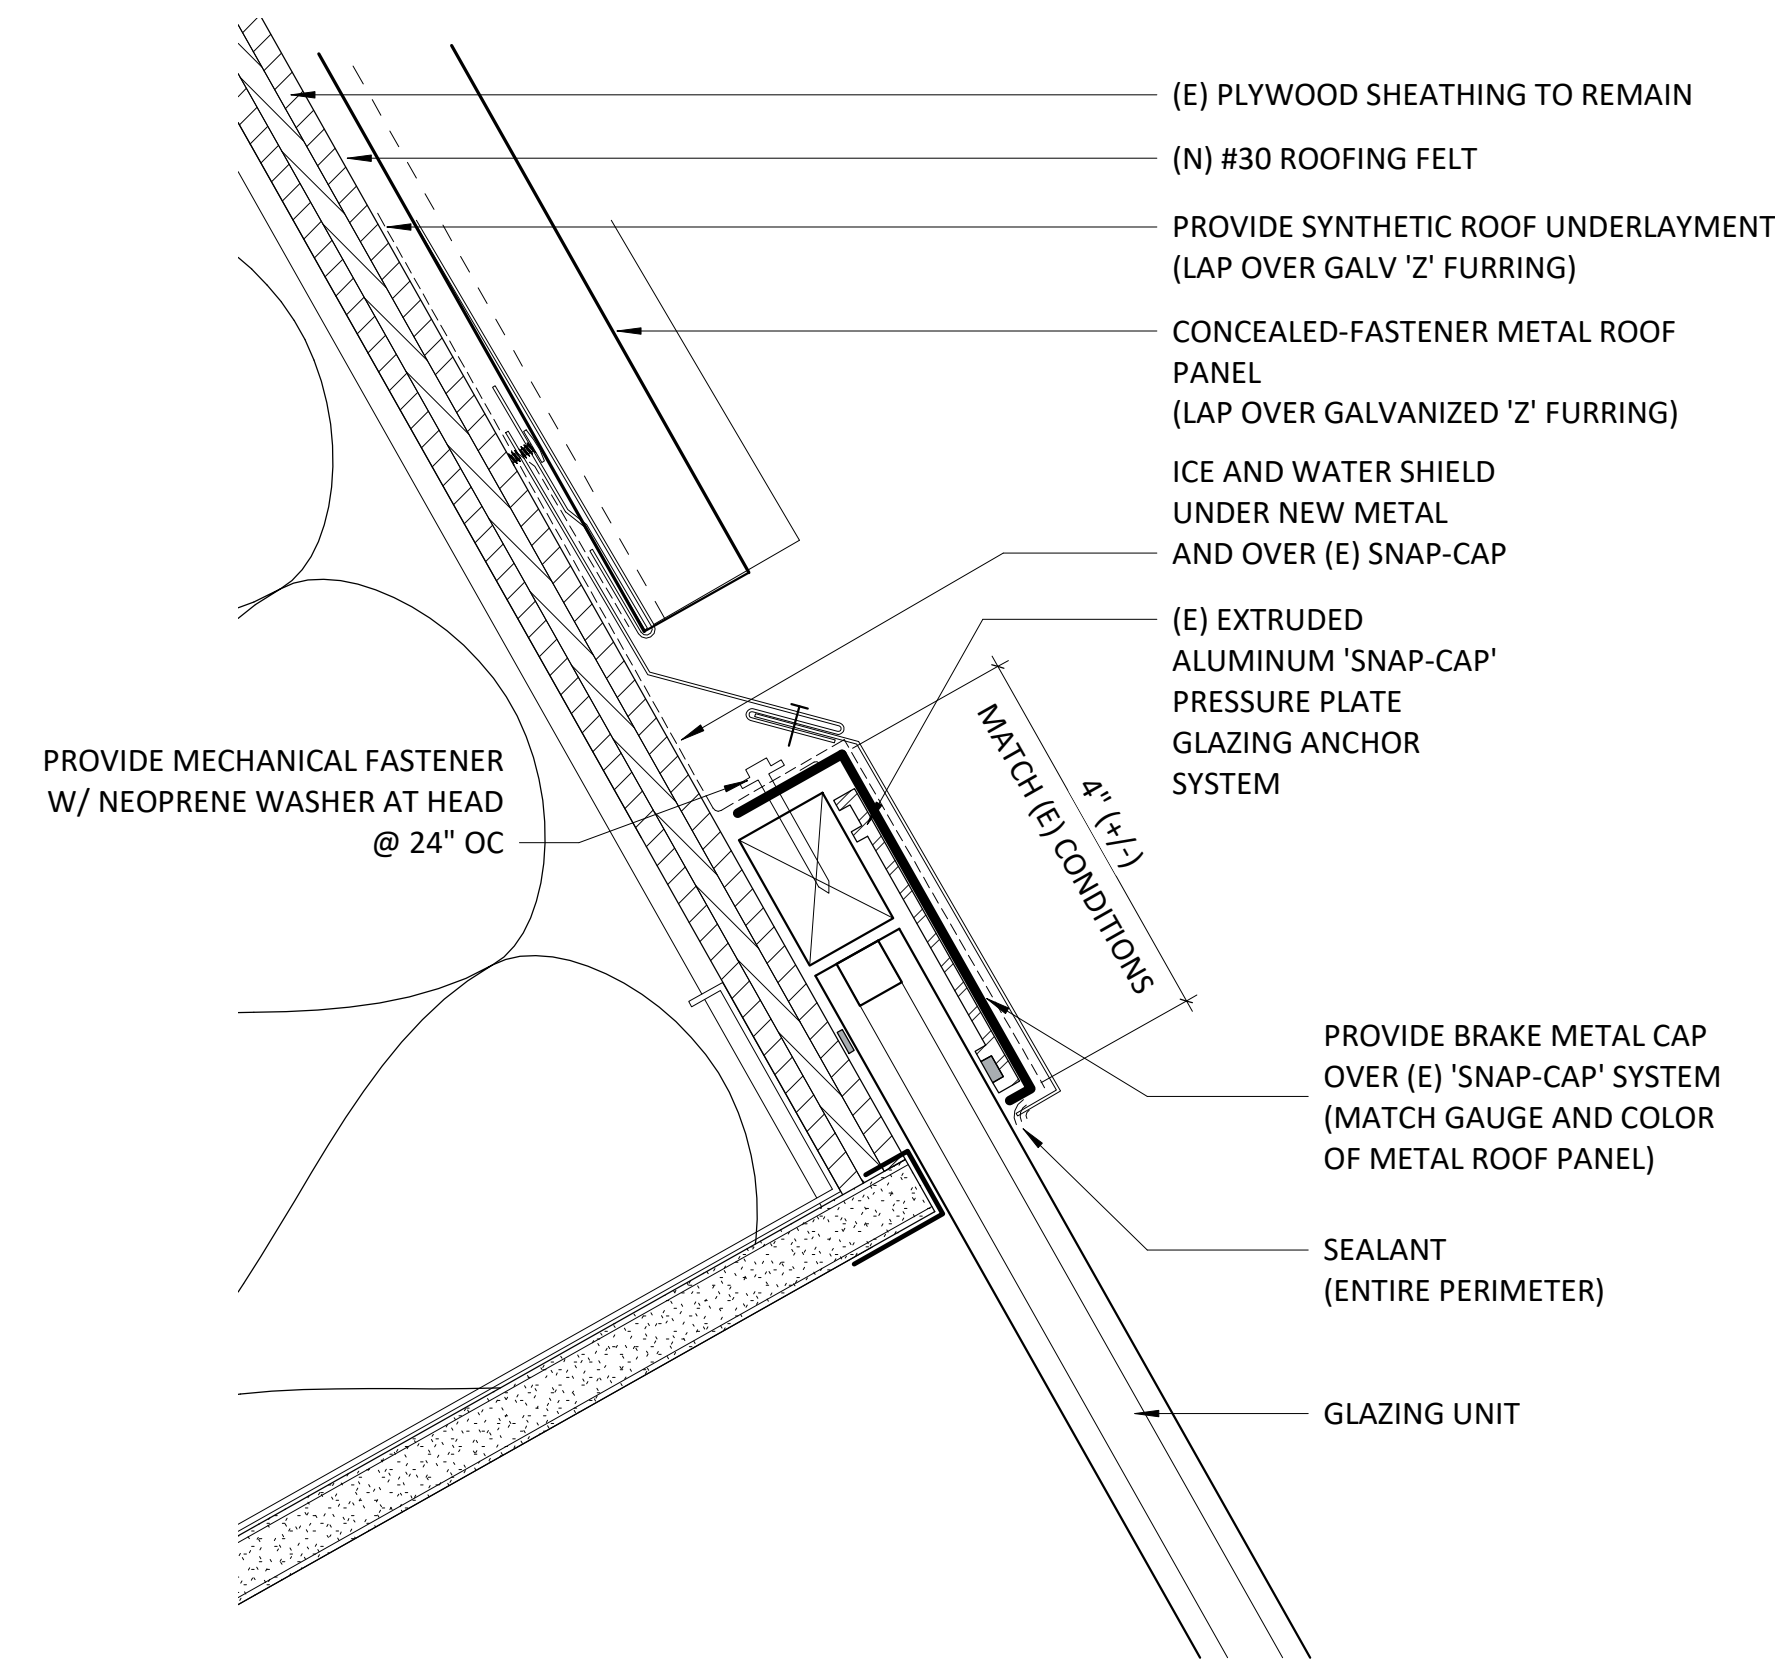 (E) PLYWOOD SHEATHING TO REMAIN
(N) #30 ROOFING FELT
PROVIDE SYNTHETIC ROOF UNDERLAYMENT
(LAP OVER GALV 'Z' FURRING)
CONCEALED-FASTENER METAL ROOF
PANEL
(LAP OVER GALVANIZED 'Z' FURRING)
ICE AND WATER SHIELD
UNDER NEW METAL
AND OVER (E) SNAP-CAP
(E) EXTRUDED
ALUMINUM 'SNAP-CAP'
PRESSURE PLATE
GLAZING ANCHOR
SYSTEM
4" (+/-)
MATCH (E) CONDITIONS
PROVIDE MECHANICAL FASTENER
W/ NEOPRENE WASHER AT HEAD
@ 24" OC
PROVIDE BRAKE METAL CAP
OVER (E) 'SNAP-CAP' SYSTEM
(MATCH GAUGE AND COLOR
OF METAL ROOF PANEL)
SEALANT
(ENTIRE PERIMETER)
GLAZING UNIT